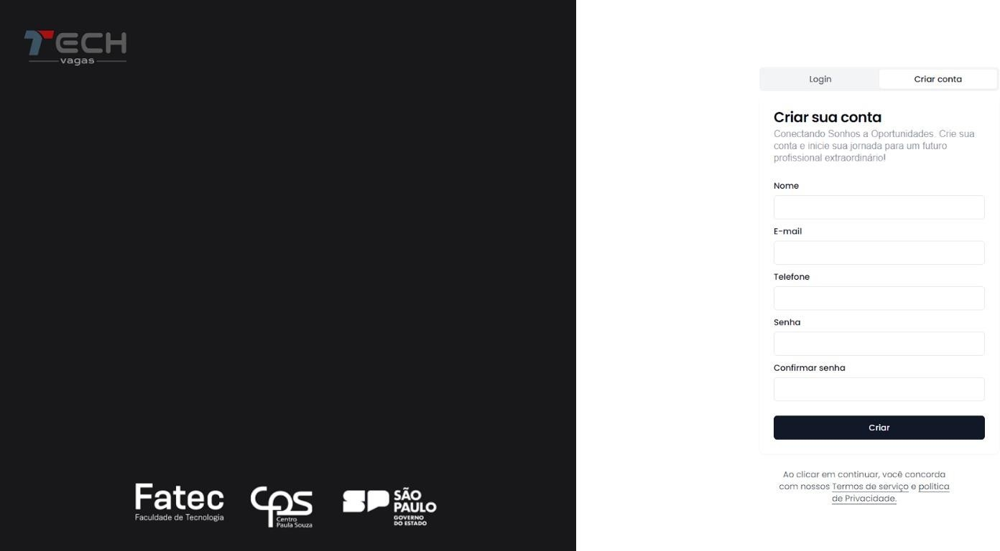 TECH
vagas
Login
Criar conta
Criar sua conta
Conectando Sonhos a Oportunidades. Crie sua
conta e inicie sua jornada para um futuro
profissional extraordinário!
Nome
E-mail
Telefone
Senha
Confirmar senha
Criar
Ao clicar em continuar, você concorda
com nossos Termos de serviço e politica
de Privacidade.
Fatec
Faculdade de Tecnologia
cps
Centro
Paula Souza
SP
SÃO
PAULO
GOVERNO
DO ESTADO